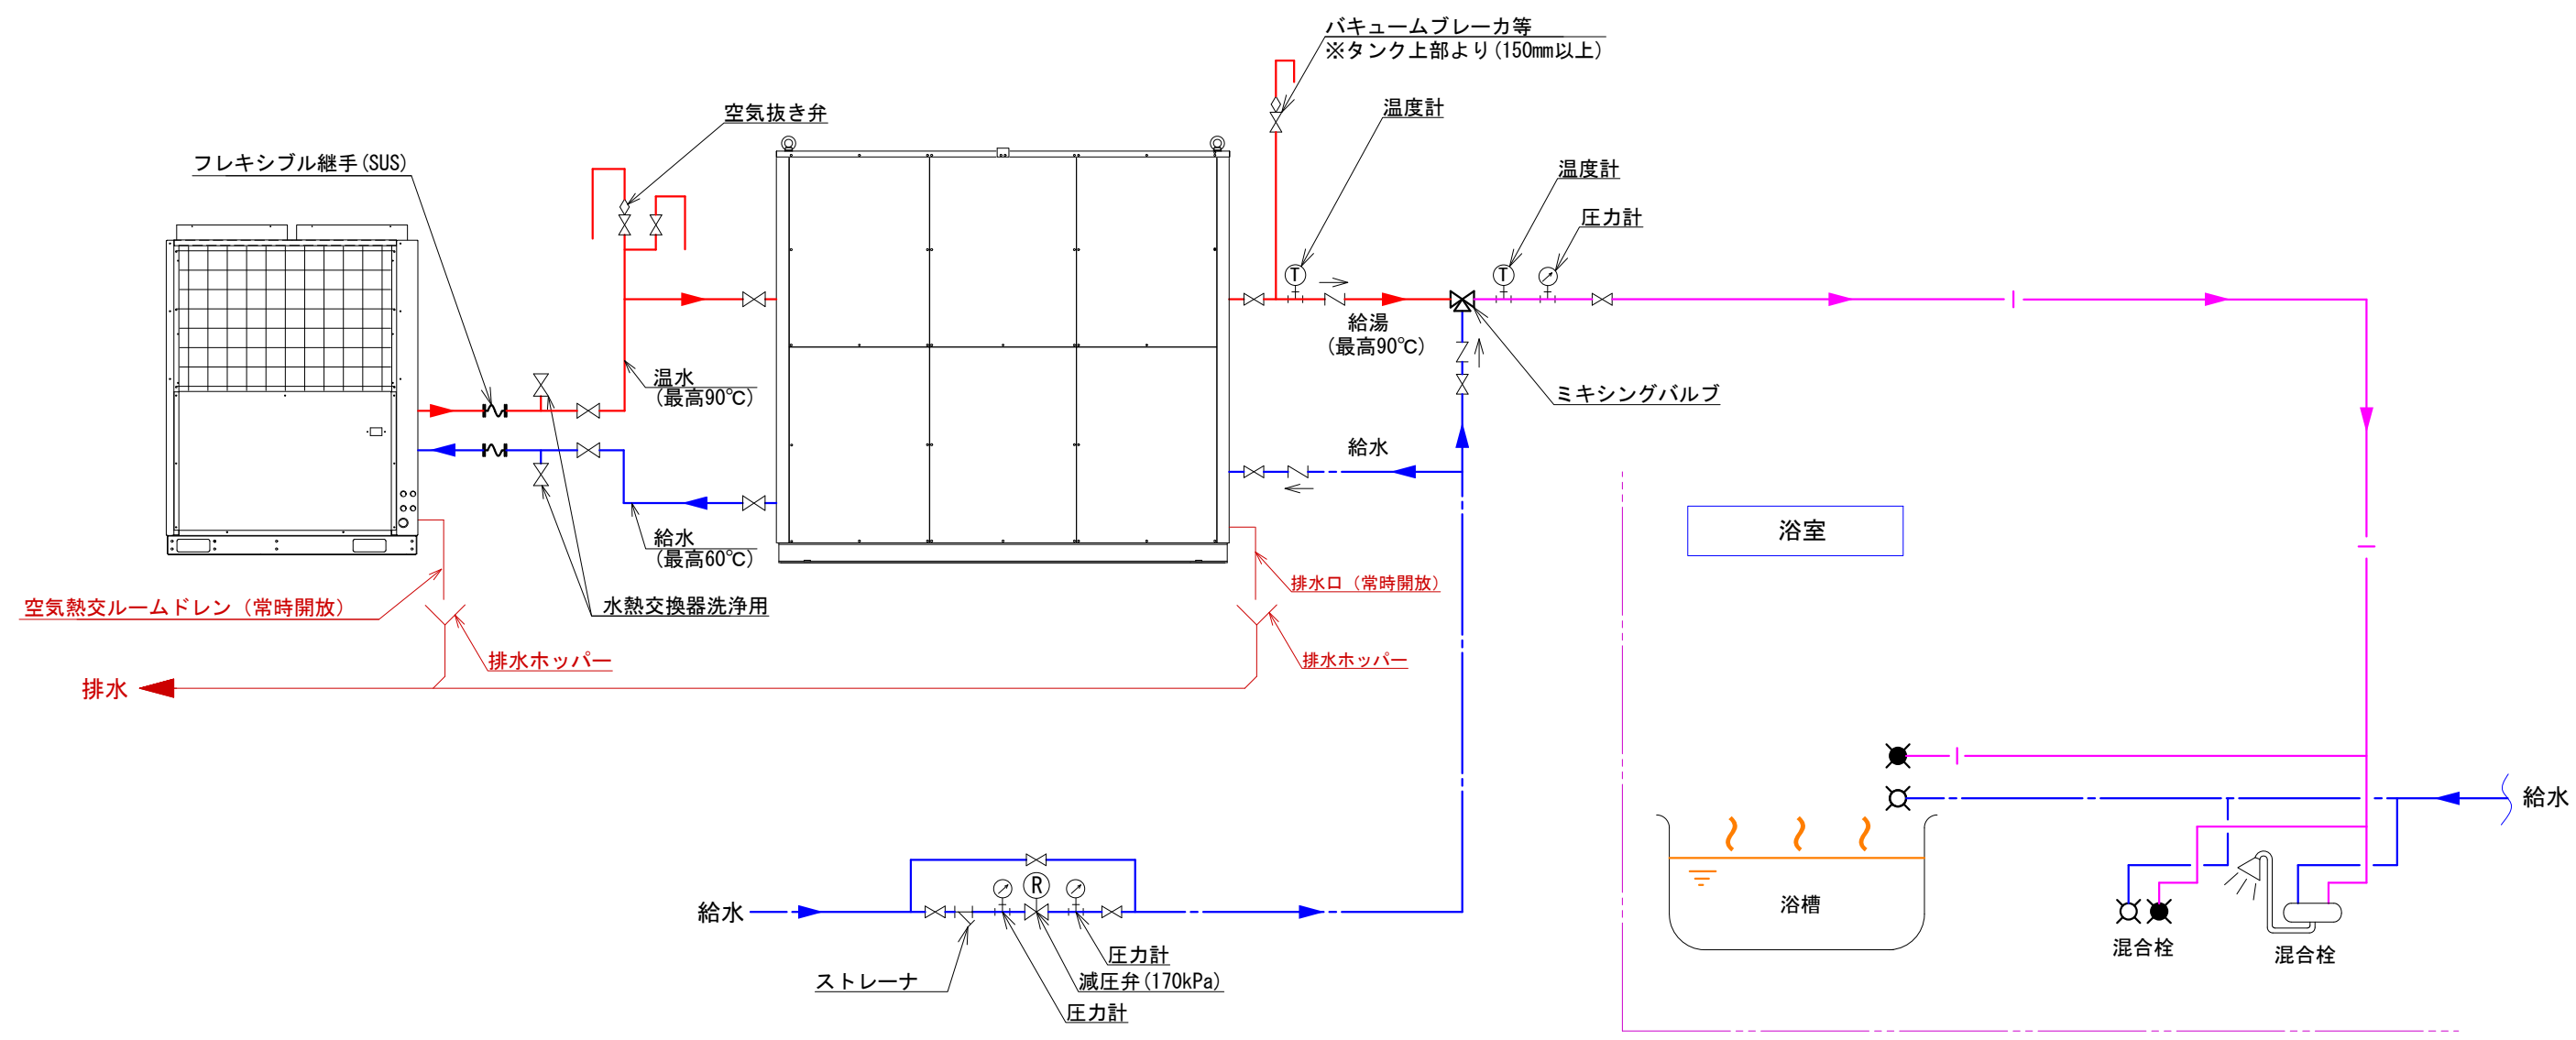 バキュームブレーカ等
※タンク上部より(150mm以上)
空気抜き弁
温度計
フレキシブル継手(SUS)
温度計
圧力計
T
T
給湯
(最高90℃)
温水
(最高90℃)
ミキシングバルブ
給水
給水
(最高60℃)
浴室
空気熱交ルームドレン(常時開放)
水熱交換器洗浄用
排水口(常時開放)
排水ホッパー
排水ホッパー
排水
給水
R
給水
浴槽
混合栓
混合栓
圧力計
ストレーナ
減圧弁(170kPa)
圧力計